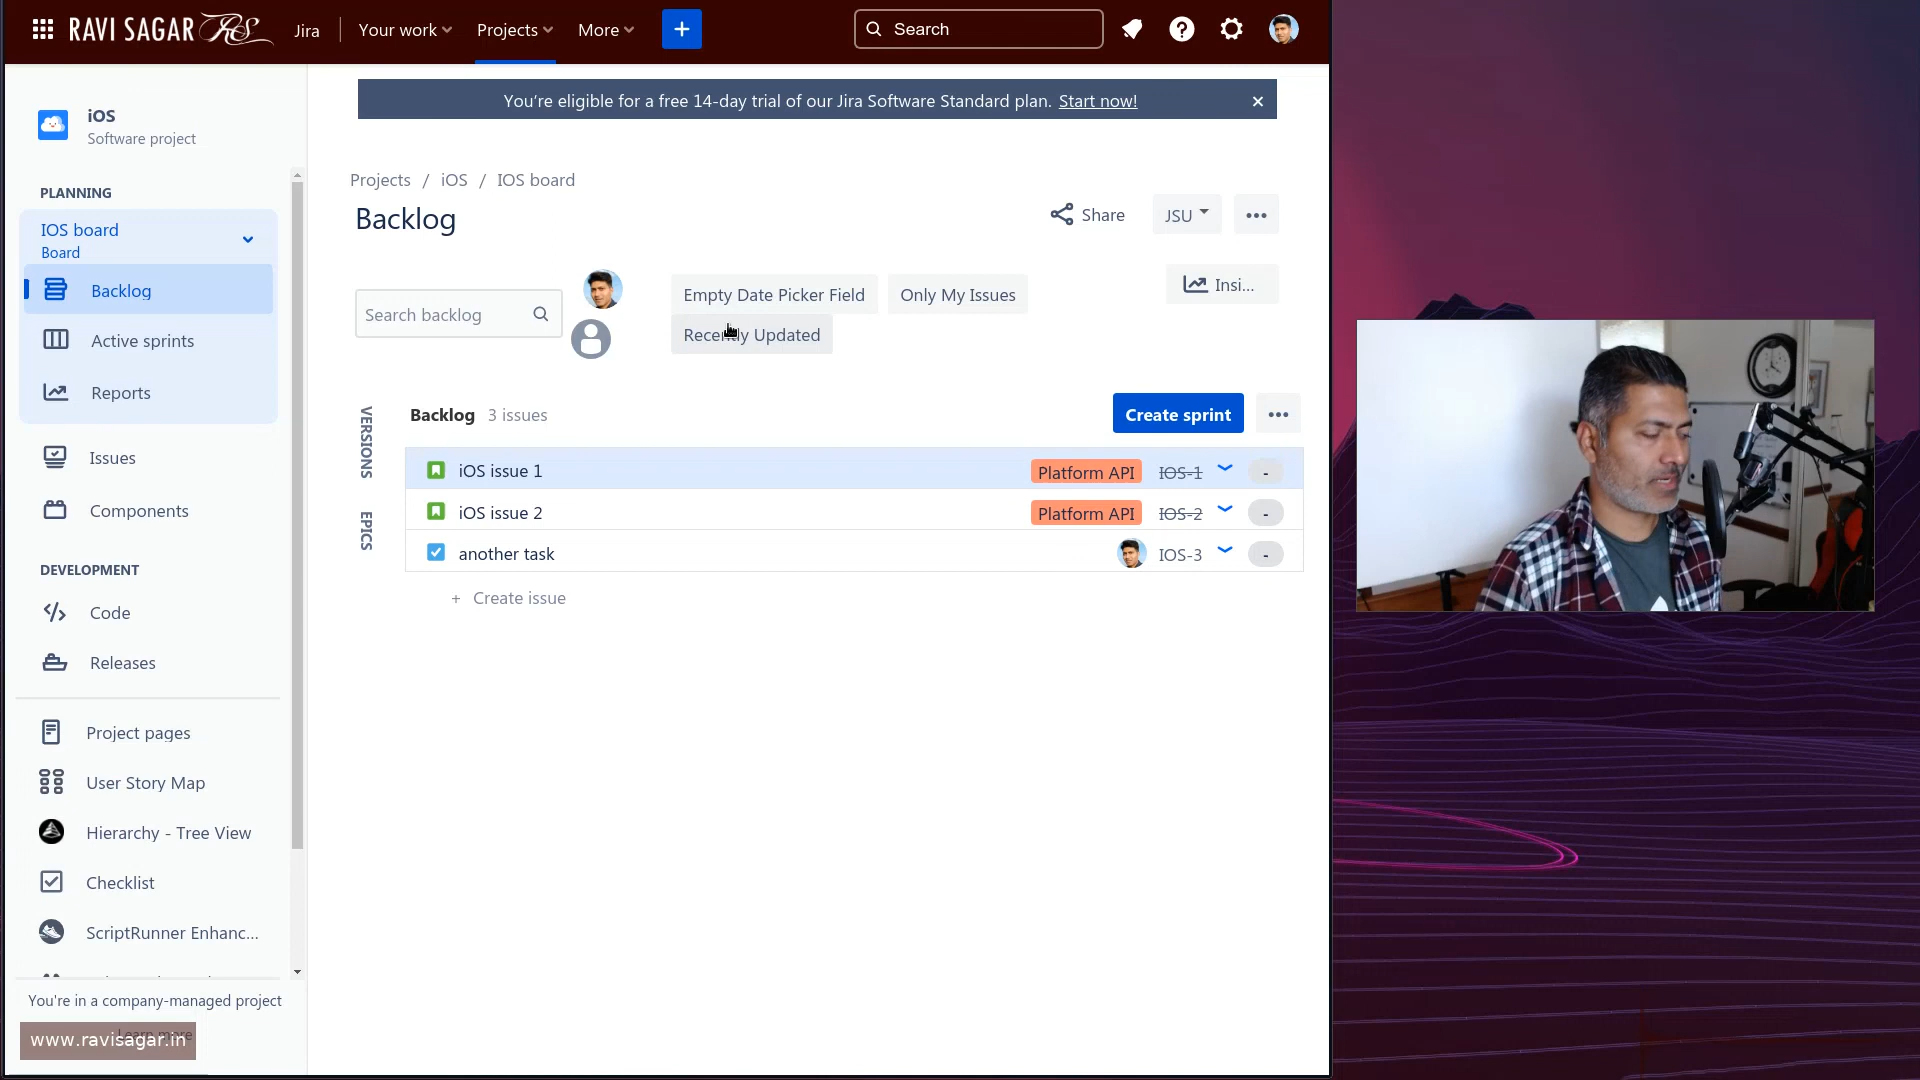 RAVI SAGAR RS
Jira
Your work
Projects
More
+
Search
iOS
Software project
You're eligible for a free 14-day trial of our Jira Software Standard plan. Start now!
PLANNING
IOS board
Board
Backlog
Active sprints
Reports
Issues
Components
DEVELOPMENT
Code
Releases
Project pages
User Story Map
Hierarchy - Tree View
Checklist
ScriptRunner Enhanc...
You're in a company-managed project
Learn more
www.ravisagar.in
Projects / iOS / IOS board
Backlog
Share
JSU
Search backlog
Empty Date Picker Field
Only My Issues
Recently Updated
Insi...
VERSIONS
EPICS
Backlog 3 issues
Create sprint
iOS issue 1 Platform API IOS-1 -
iOS issue 2 Platform API IOS-2 -
another task IOS-3 -
+ Create issue